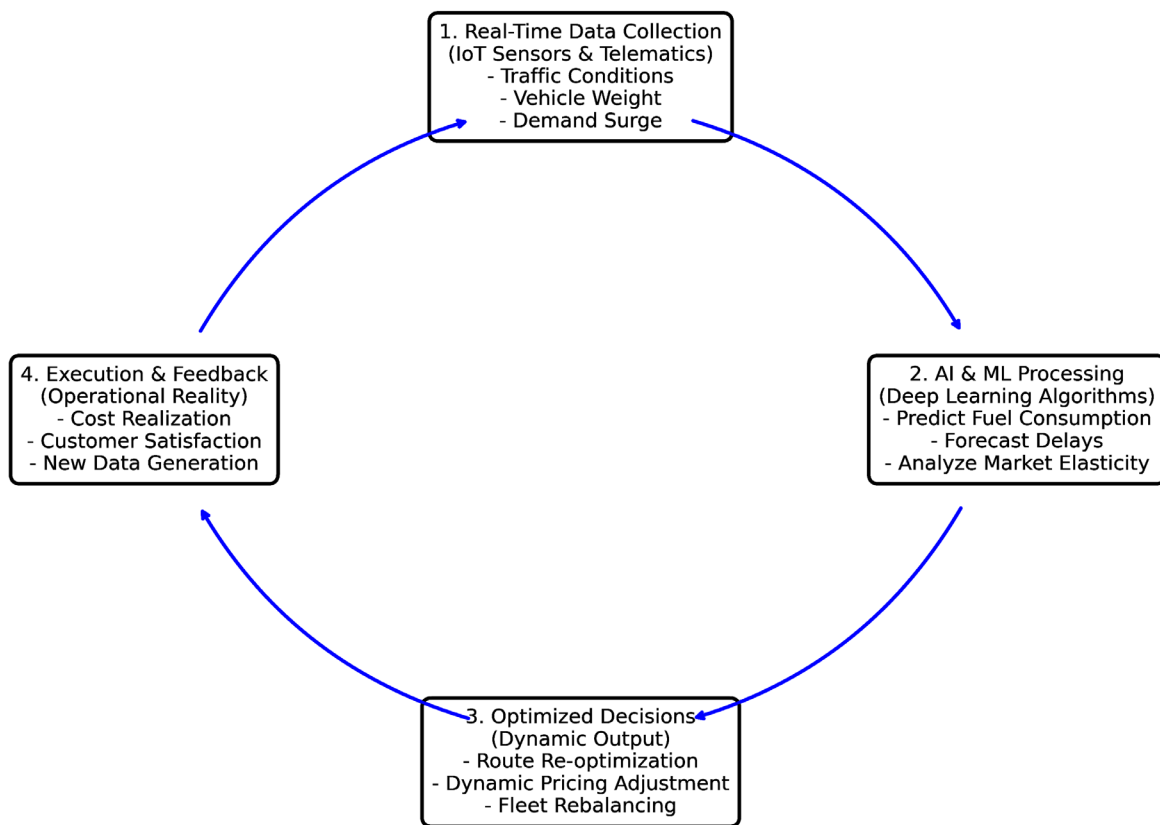 1. Real-Time Data Collection
(IoT Sensors & Telematics)
- Traffic Conditions
- Vehicle Weight
- Demand Surge
2. AI & ML Processing
(Deep Learning Algorithms)
- Predict Fuel Consumption
- Forecast Delays
- Analyze Market Elasticity
3. Optimized Decisions
(Dynamic Output)
- Route Re-optimization
- Dynamic Pricing Adjustment
- Fleet Rebalancing
4. Execution & Feedback
(Operational Reality)
- Cost Realization
- Customer Satisfaction
- New Data Generation